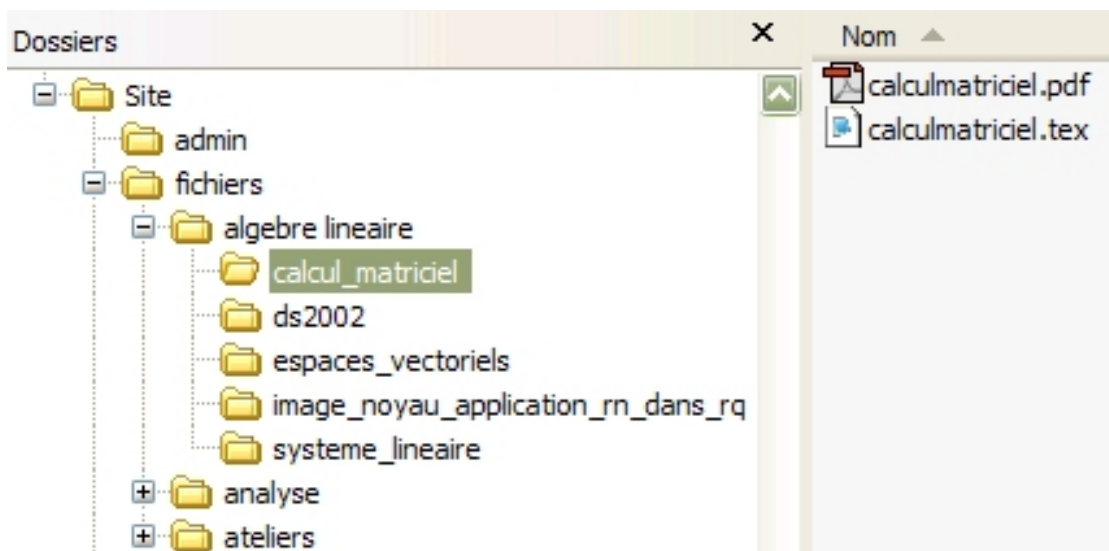 Dossiers
Site
admin
fichiers
algebre lineaire
calcul_matriciel
ds2002
espaces_vectoriels
image_noyau_application_rn_dans_rq
systeme_lineaire
analyse
ateliers
Nom
calculmatriciel.pdf
calculmatriciel.tex